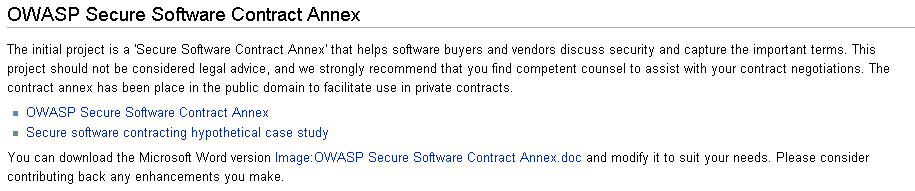 OWASP Secure Software Contract Annex
The initial project is a 'Secure Software Contract Annex' that helps software buyers and vendors discuss security and capture the important terms. This
project should not be considered legal advice, and we strongly recommend that you find competent counsel to assist with your contract negotiations. The
contract annex has been place in the public domain to facilitate use in private contracts.
OWASP Secure Software Contract Annex
Secure software contracting hypothetical case study
You can download the Microsoft Word version Image:OWASP Secure Software Contract Annex.doc and modify it to suit your needs. Please consider
contributing back any enhancements you make.